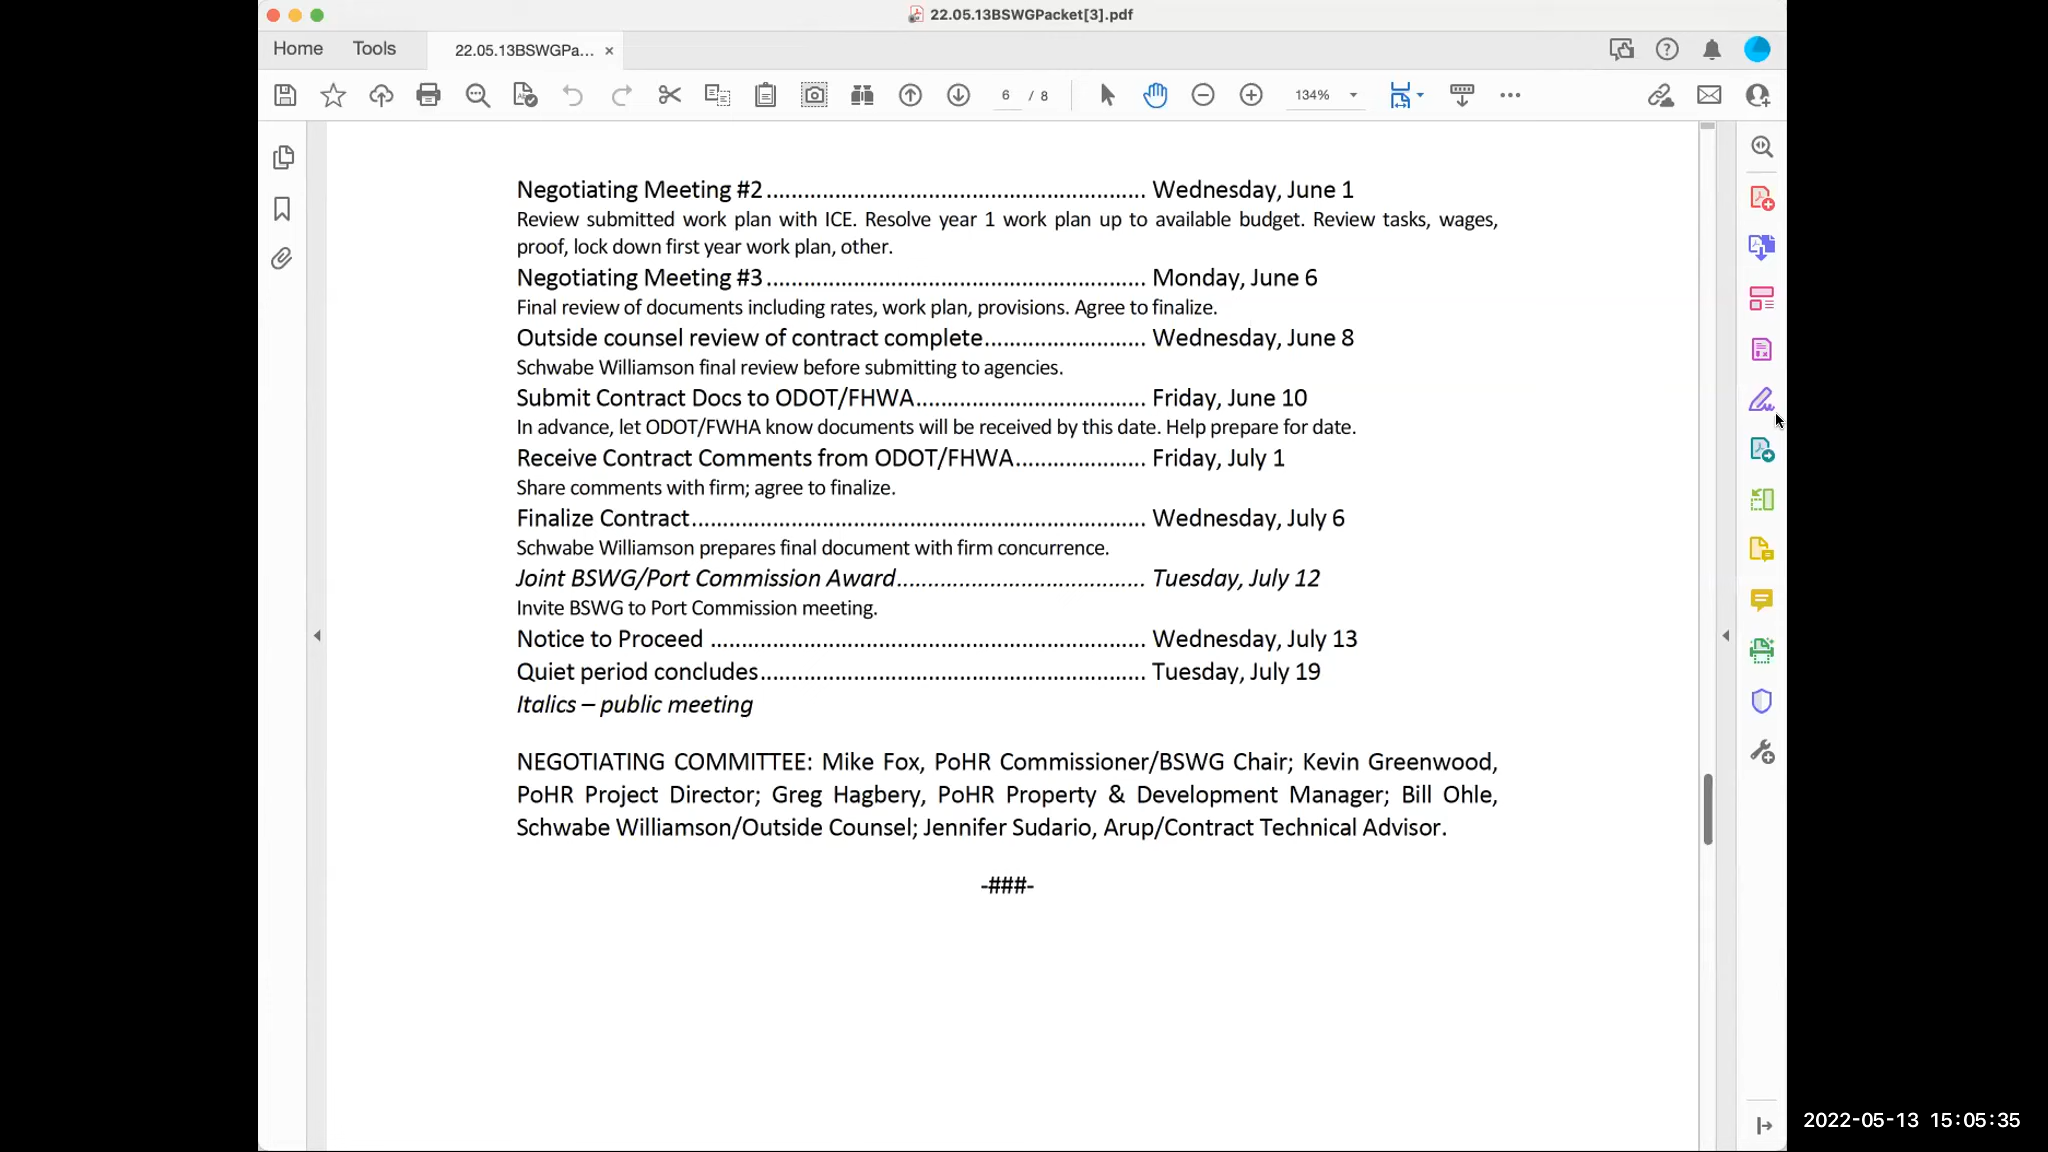 22.05.13BSWGPacket[3].pdf
Home Tools 22.05.13BSWGPa... ×
6 / 8 134%
Negotiating Meeting #2............................................................. Wednesday, June 1
Review submitted work plan with ICE. Resolve year 1 work plan up to available budget. Review tasks, wages,
proof, lock down first year work plan, other.
Negotiating Meeting #3............................................................. Monday, June 6
Final review of documents including rates, work plan, provisions. Agree to finalize.
Outside counsel review of contract complete.......................... Wednesday, June 8
Schwabe Williamson final review before submitting to agencies.
Submit Contract Docs to ODOT/FHWA..................................... Friday, June 10
In advance, let ODOT/FWHA know documents will be received by this date. Help prepare for date.
Receive Contract Comments from ODOT/FHWA..................... Friday, July 1
Share comments with firm; agree to finalize.
Finalize Contract......................................................................... Wednesday, July 6
Schwabe Williamson prepares final document with firm concurrence.
Joint BSWG/Port Commission Award........................................ Tuesday, July 12
Invite BSWG to Port Commission meeting.
Notice to Proceed ...................................................................... Wednesday, July 13
Quiet period concludes.............................................................. Tuesday, July 19
Italics – public meeting
NEGOTIATING COMMITTEE: Mike Fox, PoHR Commissioner/BSWG Chair; Kevin Greenwood,
PoHR Project Director; Greg Hagbery, PoHR Property & Development Manager; Bill Ohle,
Schwabe Williamson/Outside Counsel; Jennifer Sudario, Arup/Contract Technical Advisor.
-###-
2022-05-13 15:05:35